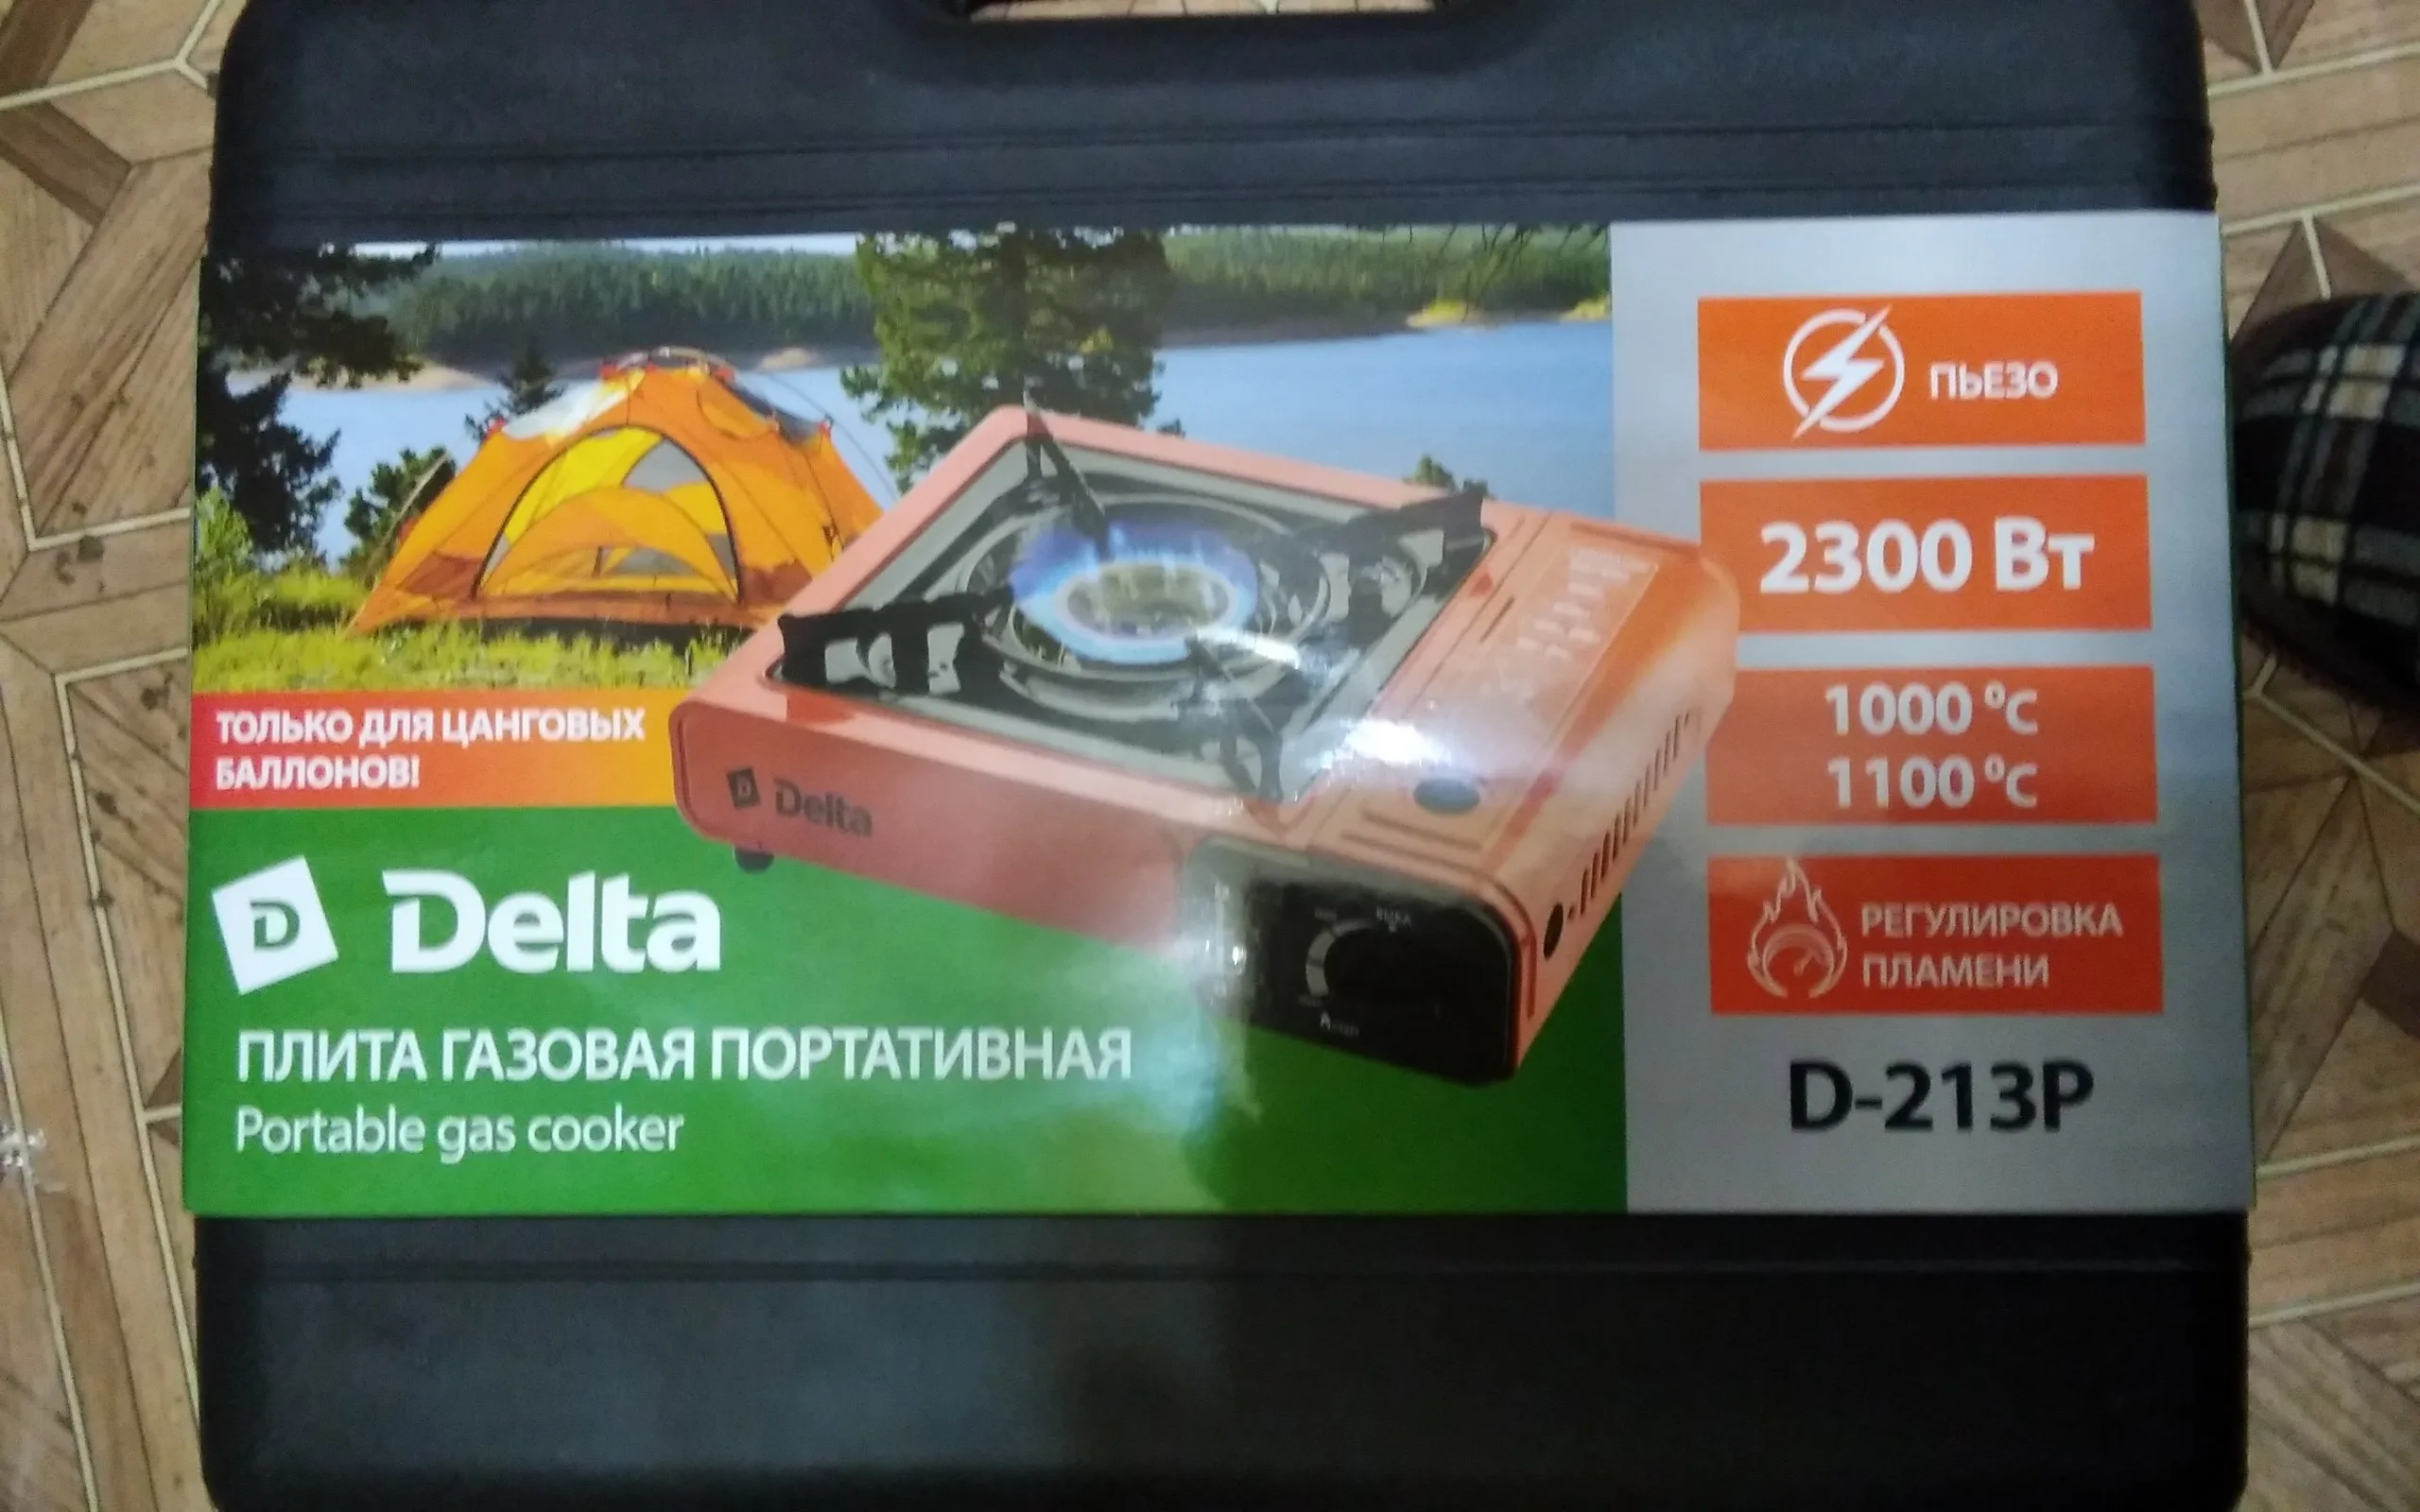 ПЬЕЗО
2300 Вт
1000 °C
1100 °C
РЕГУЛИРОВКА
ПЛАМЕНИ
D-213P
ТОЛЬКО ДЛЯ ЦАНГОВЫХ
БАЛЛОНОВ!
D Delta
D Delta
ПЛИТА ГАЗОВАЯ ПОРТАТИВНАЯ
Portable gas cooker